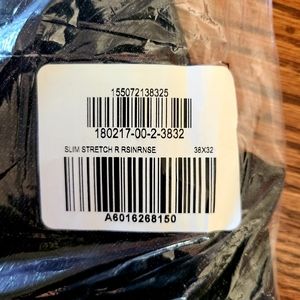 155072138325
180217-00-2-3832
SLIM STRETCH R RSINRNSE 38X32
A6016268150